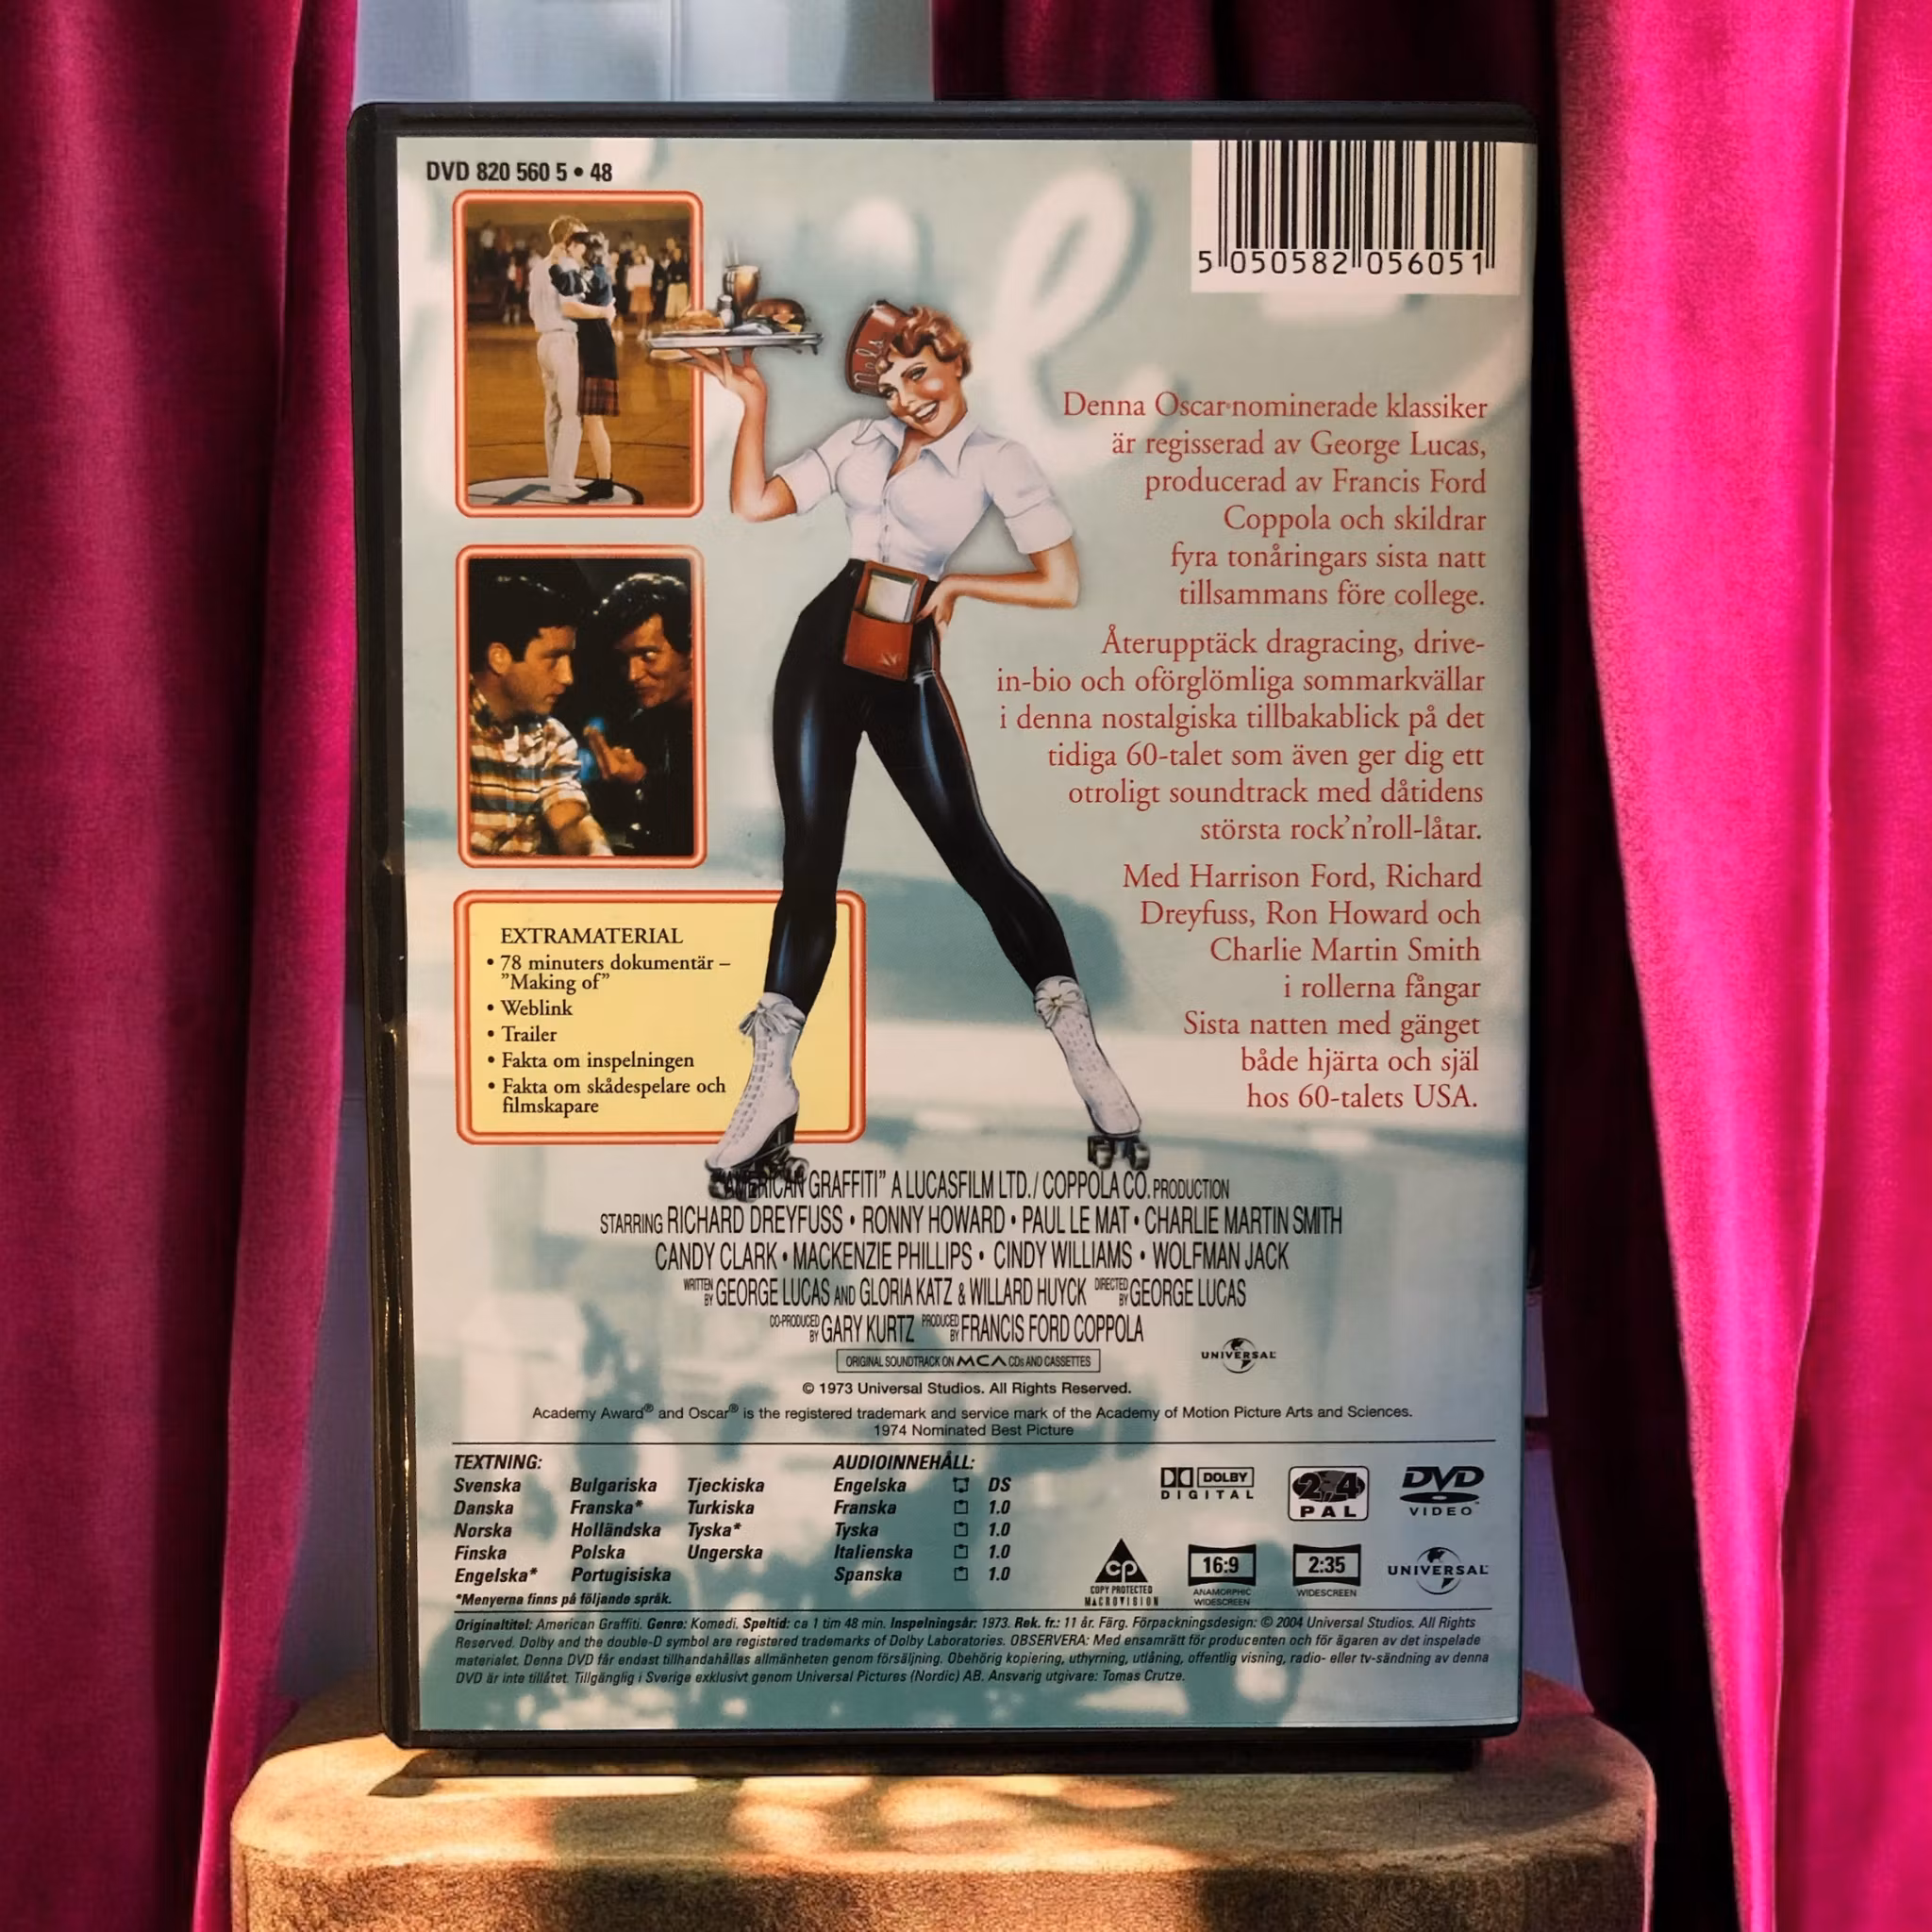 DVD 820 560 5 • 48
5 050582 056051
Mels
Denna Oscar-nominerade klassiker
är regisserad av George Lucas,
producerad av Francis Ford
Coppola och skildrar
fyra tonåringars sista natt
tillsammans före college.
Återupptäck dragracing, drive-
in-bio och oförglömliga sommarkvällar
i denna nostalgiska tillbakablick på det
tidiga 60-talet som även ger dig ett
otroligt soundtrack med dåtidens
största rock'n'roll-låtar.
Med Harrison Ford, Richard
Dreyfuss, Ron Howard och
Charlie Martin Smith
i rollerna fångar
Sista natten med gänget
både hjärta och själ
hos 60-talets USA.
EXTRAMATERIAL
• 78 minuters dokumentär –
"Making of"
• Weblink
• Trailer
• Fakta om inspelningen
• Fakta om skådespelare och
filmskapare
"AMERICAN GRAFFITI" A LUCASFILM LTD. / COPPOLA CO. PRODUCTION
STARRING RICHARD DREYFUSS • RONNY HOWARD • PAUL LE MAT • CHARLIE MARTIN SMITH
CANDY CLARK • MACKENZIE PHILLIPS • CINDY WILLIAMS • WOLFMAN JACK
WRITTEN BY GEORGE LUCAS AND GLORIA KATZ & WILLARD HUYCK DIRECTED BY GEORGE LUCAS
CO-PRODUCED BY GARY KURTZ PRODUCED BY FRANCIS FORD COPPOLA
ORIGINAL SOUNDTRACK ON MCA CDs AND CASSETTES
UNIVERSAL
© 1973 Universal Studios. All Rights Reserved.
Academy Award® and Oscar® is the registered trademark and service mark of the Academy of Motion Picture Arts and Sciences.
1974 Nominated Best Picture
TEXTNING:
Svenska Bulgariska Tjeckiska
Danska Franska* Turkiska
Norska Holländska Tyska*
Finska Polska Ungerska
Engelska* Portugisiska
*Menyerna finns på följande språk.
AUDIOINNEHÅLL:
Engelska DS
Franska 1.0
Tyska 1.0
Italienska 1.0
Spanska 1.0
DOLBY
DIGITAL
2,4
PAL
DVD
VIDEO
CP
COPY PROTECTED
MACROVISION
16:9
ANAMORPHIC
WIDESCREEN
2:35
WIDESCREEN
UNIVERSAL
Originaltitel: American Graffiti. Genre: Komedi. Speltid: ca 1 tim 48 min. Inspelningsår: 1973. Rek. fr.: 11 år. Färg. Förpackningsdesign: © 2004 Universal Studios. All Rights
Reserved. Dolby and the double-D symbol are registered trademarks of Dolby Laboratories. OBSERVERA: Med ensamrätt för producenten och för ägaren av det inspelade
materialet. Denna DVD får endast tillhandahållas allmänheten genom försäljning. Obehörig kopiering, uthyrning, utlåning, offentlig visning, radio- eller tv-sändning av denna
DVD är inte tillåtet. Tillgänglig i Sverige exklusivt genom Universal Pictures (Nordic) AB. Ansvarig utgivare: Tomas Crutze.